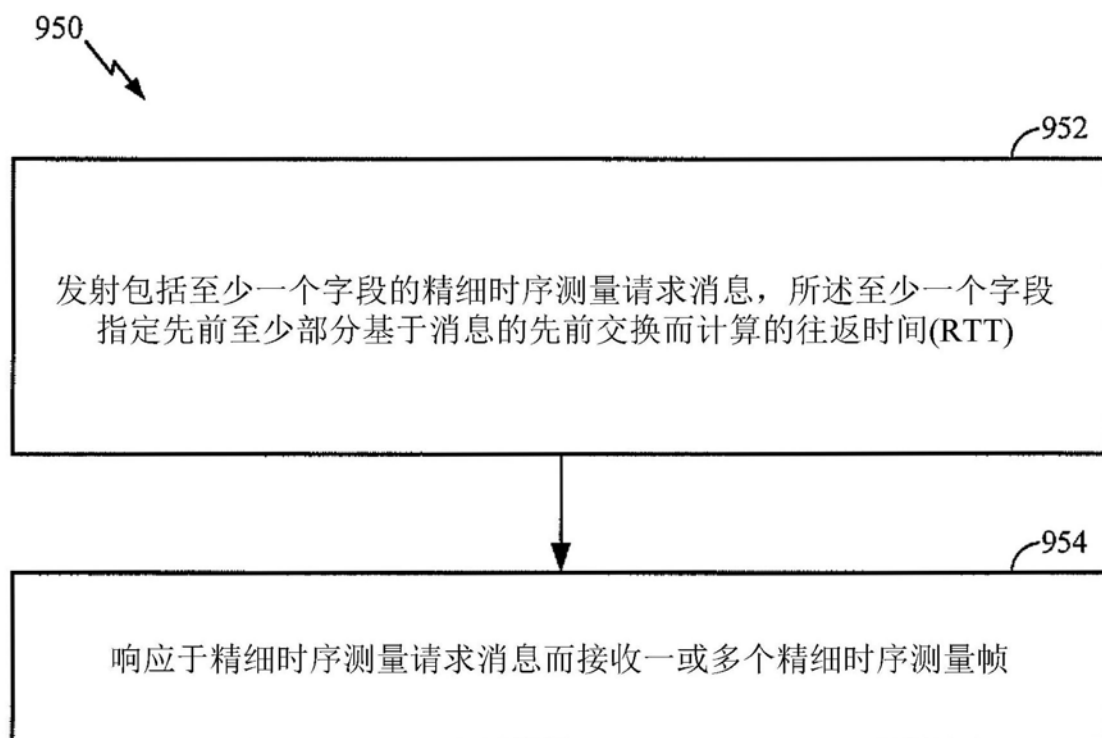 950
952
发射包括至少一个字段的精细时序测量请求消息，所述至少一个字段
指定先前至少部分基于消息的先前交换而计算的往返时间(RTT)
954
响应于精细时序测量请求消息而接收一或多个精细时序测量帧